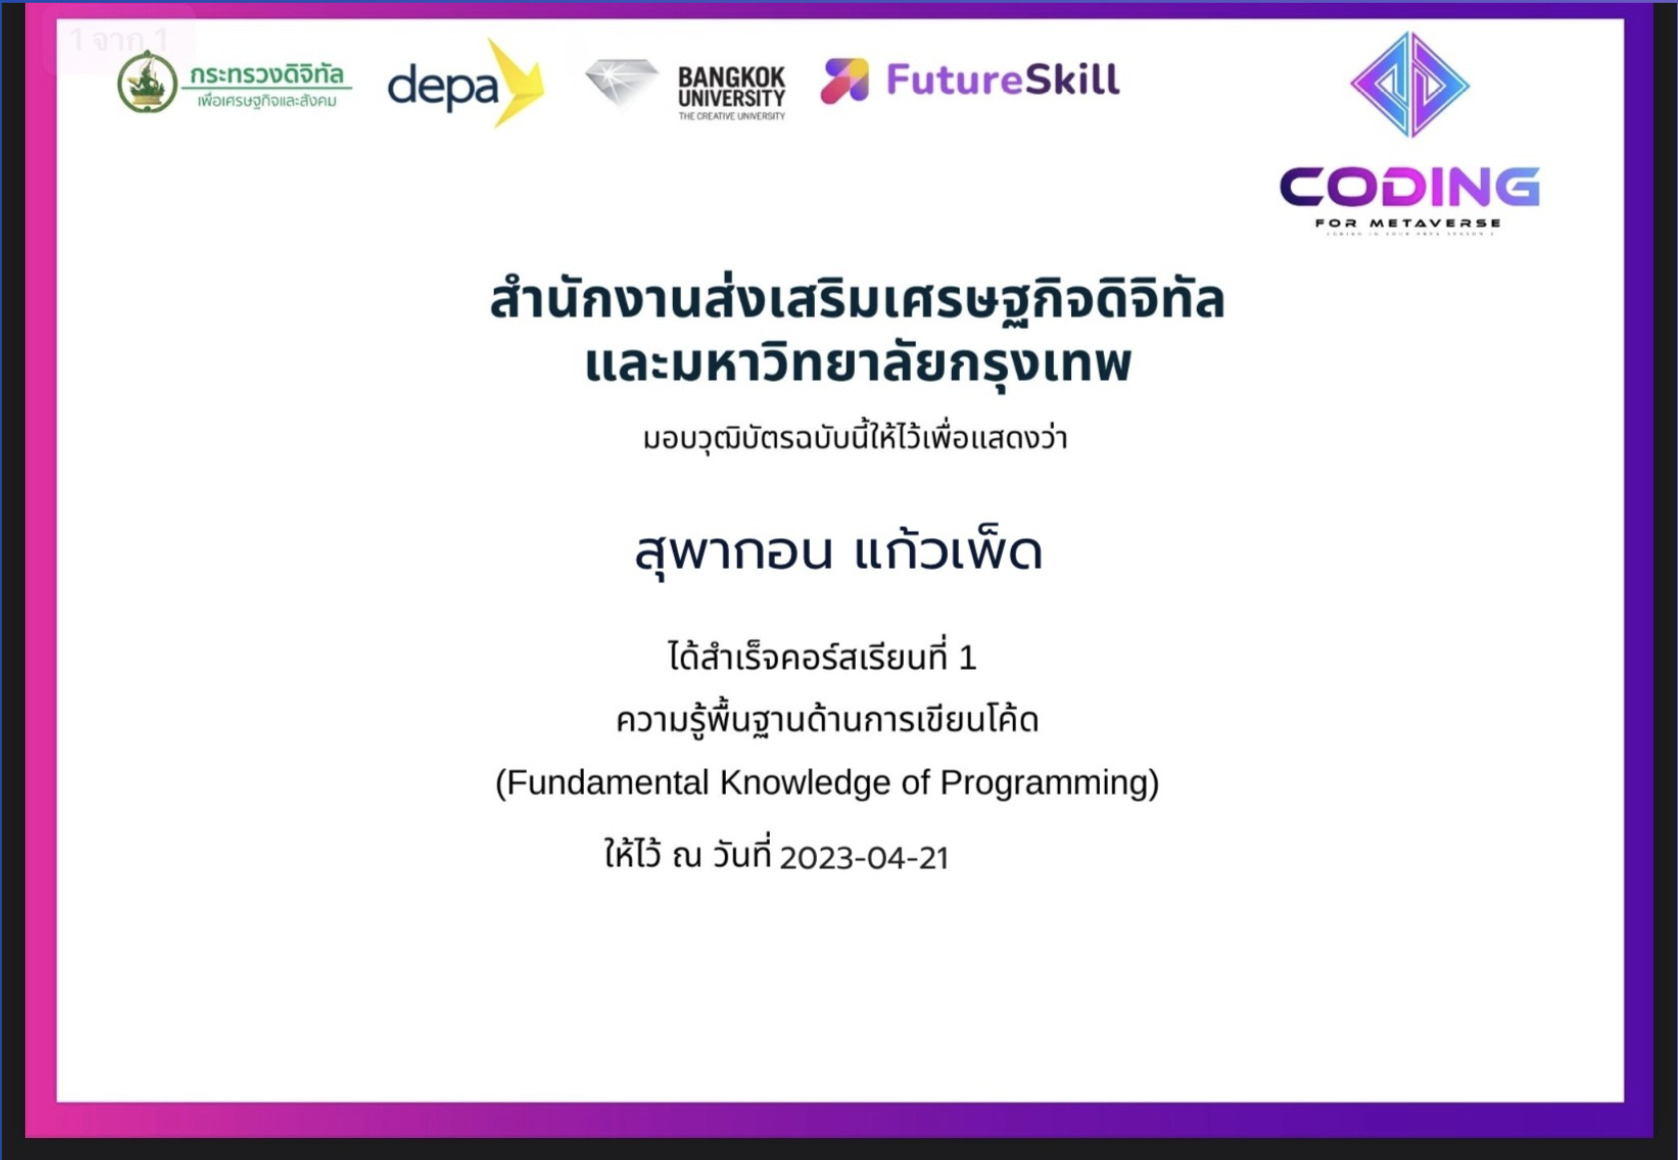 1 จาก 1
กระทรวงดิจิทัล
เพื่อเศรษฐกิจและสังคม
depa
BANGKOK
UNIVERSITY
THE CREATIVE UNIVERSITY
FutureSkill
CODING
FOR METAVERSE
สำนักงานส่งเสริมเศรษฐกิจดิจิทัล
และมหาวิทยาลัยกรุงเทพ
มอบวุฒิบัตรฉบับนี้ให้ไว้เพื่อแสดงว่า
สุพากอน แก้วเพ็ด
ได้สำเร็จคอร์สเรียนที่ 1
ความรู้พื้นฐานด้านการเขียนโค้ด
(Fundamental Knowledge of Programming)
ให้ไว้ ณ วันที่ 2023-04-21